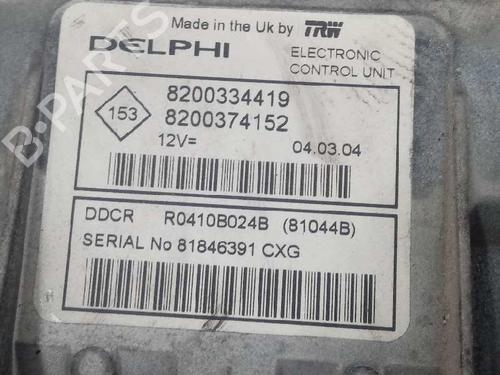 Made in the Uk by TRW
DELPHI
ELECTRONIC
CONTROL UNIT
153
8200334419
8200374152
12V=
04.03.04
DDCR R0410B024B (81044B)
SERIAL No 81846391 CXG
B-PARTS